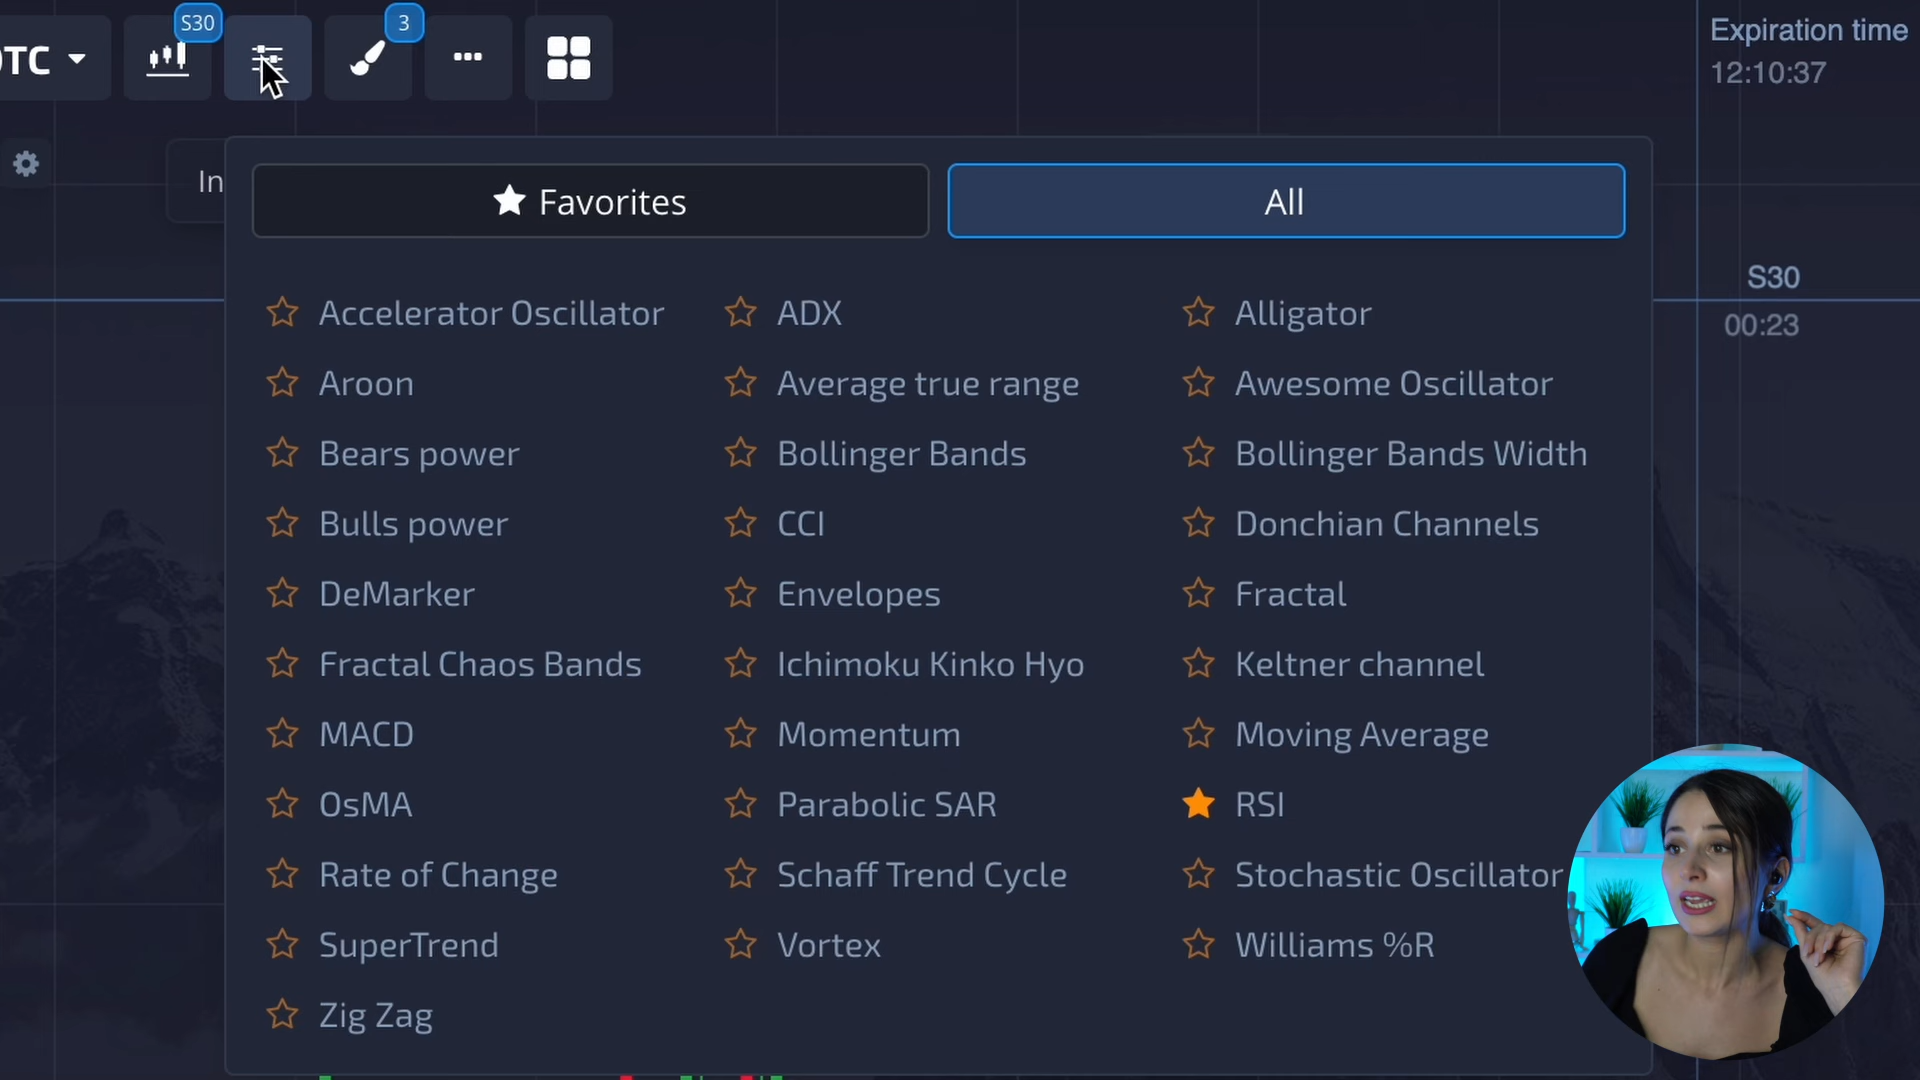 S30
3
OTC
Expiration time
12:10:37
In
Favorites
All
S30
00:23
Accelerator Oscillator
ADX
Alligator
Aroon
Average true range
Awesome Oscillator
Bears power
Bollinger Bands
Bollinger Bands Width
Bulls power
CCI
Donchian Channels
DeMarker
Envelopes
Fractal
Fractal Chaos Bands
Ichimoku Kinko Hyo
Keltner channel
MACD
Momentum
Moving Average
OsMA
Parabolic SAR
RSI
Rate of Change
Schaff Trend Cycle
Stochastic Oscillator
SuperTrend
Vortex
Williams %R
Zig Zag